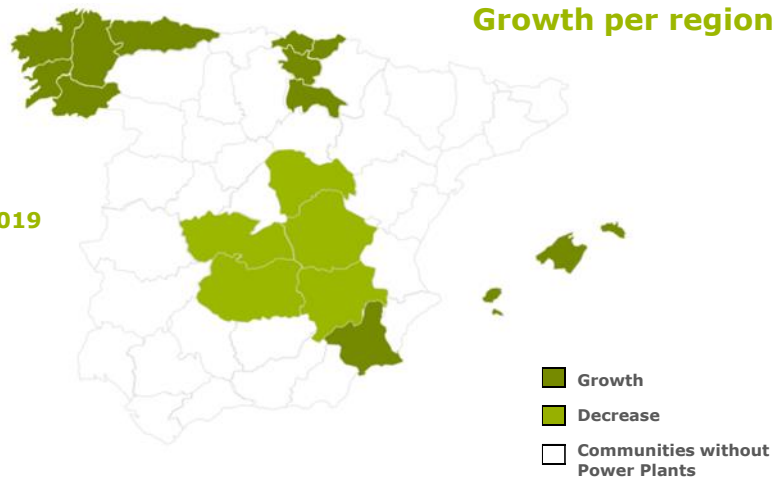 Growth per region
019
Growth
Decrease
Communities without
Power Plants